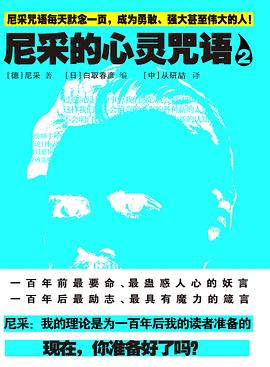 尼采咒语每天默念一页,成为勇敢、强大甚至伟大的人!
尼采的心灵咒语2
[德]尼采 著 [日]白取春彦 编 [中]从研喆 译
一百年前最要命、最蛊惑人心的妖言
一百年后最励志、最具有魔力的箴言
尼采:我的理论是为一百年后我的读者准备的
现在,你准备好了吗?